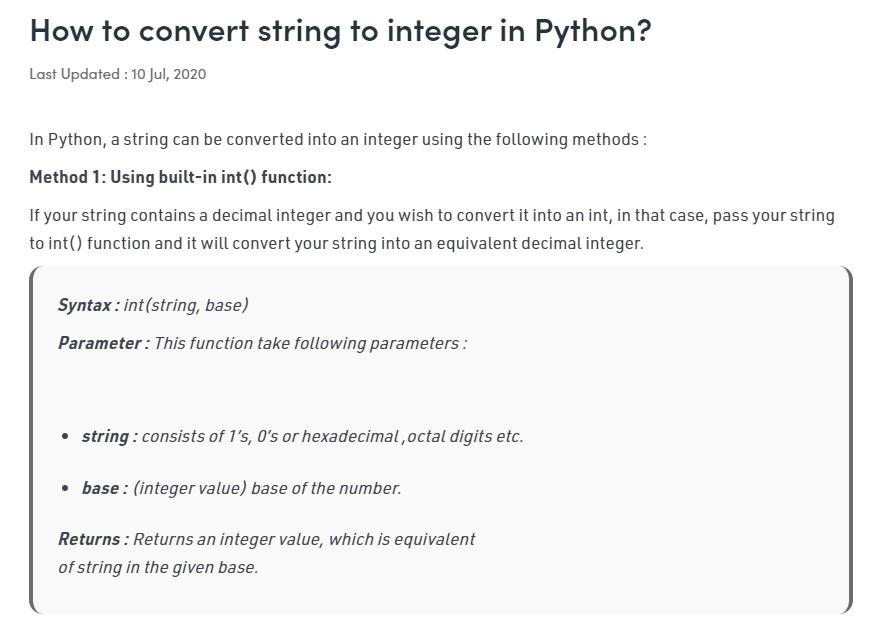 How to convert string to integer in Python?
Last Updated : 10 Jul, 2020
In Python, a string can be converted into an integer using the following methods :
Method 1: Using built-in int() function:
If your string contains a decimal integer and you wish to convert it into an int, in that case, pass your string
to int() function and it will convert your string into an equivalent decimal integer.
Syntax : int(string, base)
Parameter : This function take following parameters :
• string : consists of 1's, 0's or hexadecimal ,octal digits etc.
• base : (integer value) base of the number.
Returns : Returns an integer value, which is equivalent
of string in the given base.